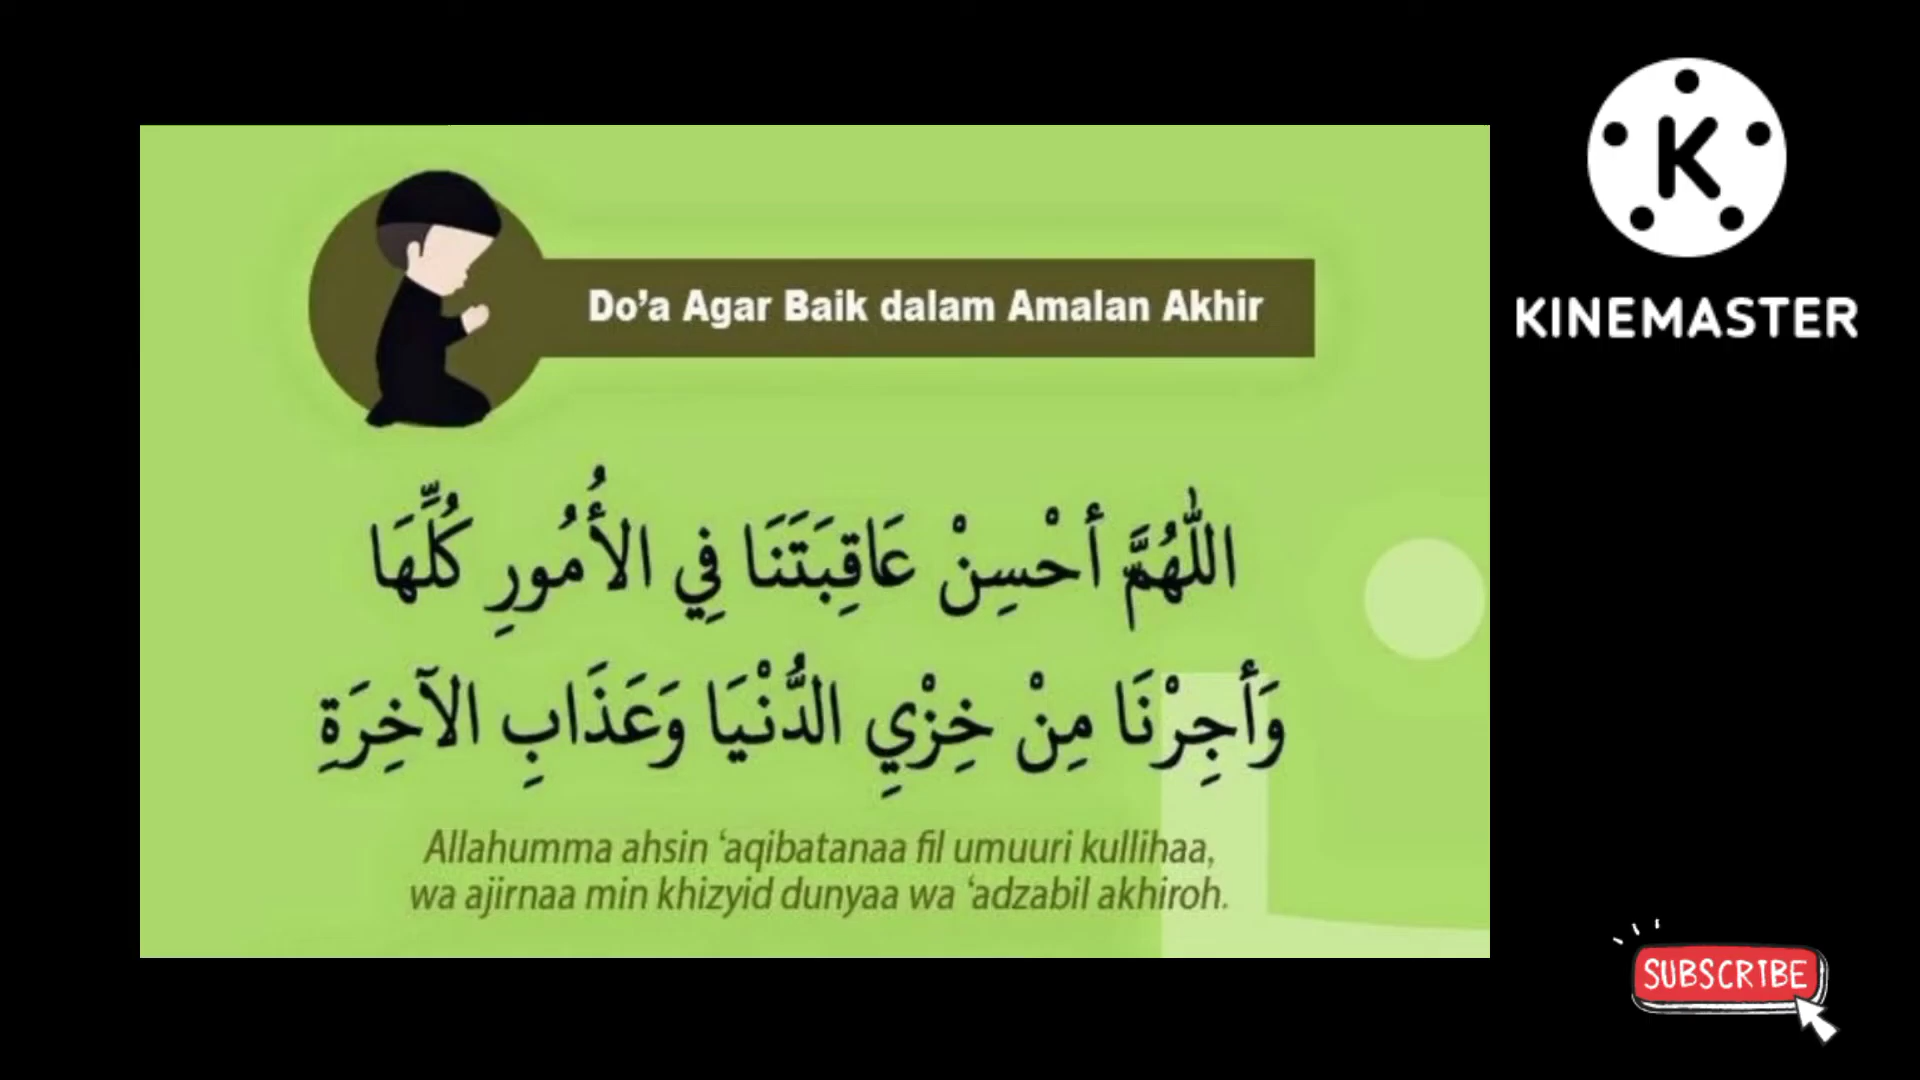 Do'a Agar Baik dalam Amalan Akhir
اللّٰهُمَّ أَحْسِنْ عَاقِبَتَنَا فِي الأُمُورِ كُلِّهَا
وَأَجِرْنَا مِنْ خِزْيِ الدُّنْيَا وَعَذَابِ الآخِرَةِ
Allahumma ahsin ‘aqibatanaa fil umuuri kullihaa,
wa ajirnaa min khizyid dunyaa wa ‘adzabil akhiroh.
K
KINEMASTER
SUBSCRIBE